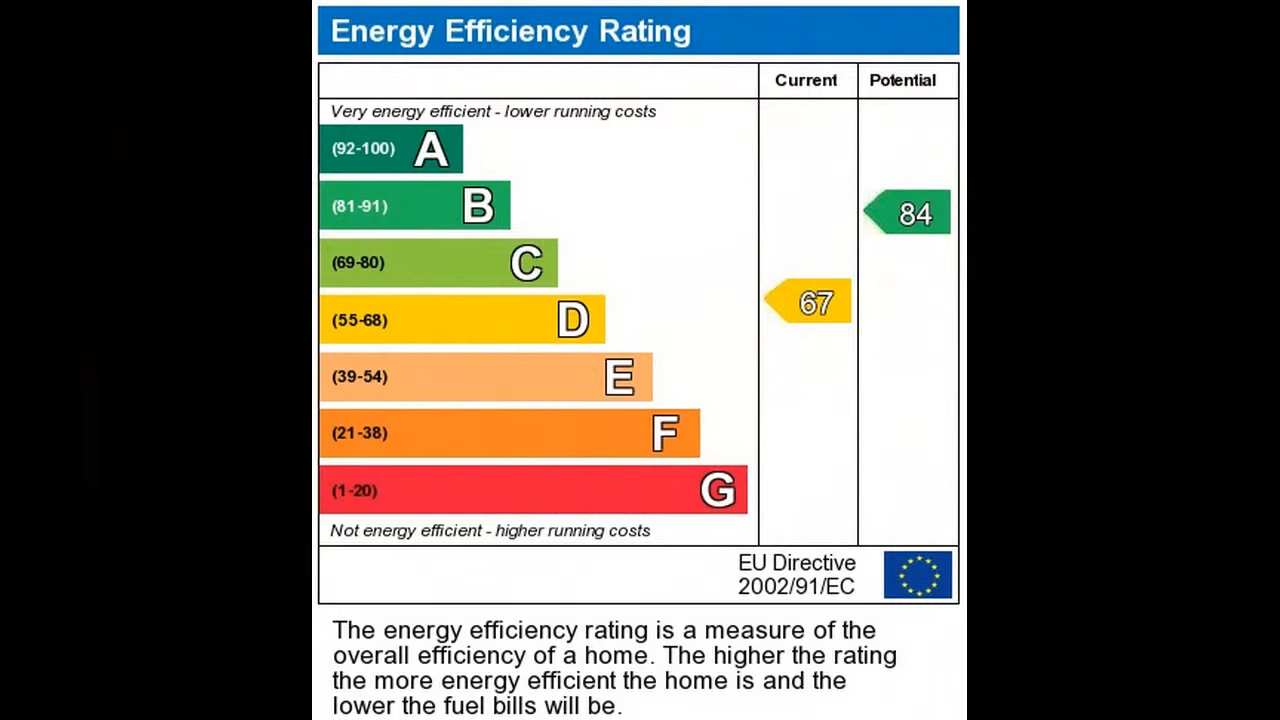 Energy Efficiency Rating
Current Potential
Very energy efficient - lower running costs
(92-100) A
(81-91) B
84
(69-80) C
67
(55-68) D
(39-54) E
(21-38) F
(1-20) G
Not energy efficient - higher running costs
EU Directive
2002/91/EC
The energy efficiency rating is a measure of the
overall efficiency of a home. The higher the rating
the more energy efficient the home is and the
lower the fuel bills will be.